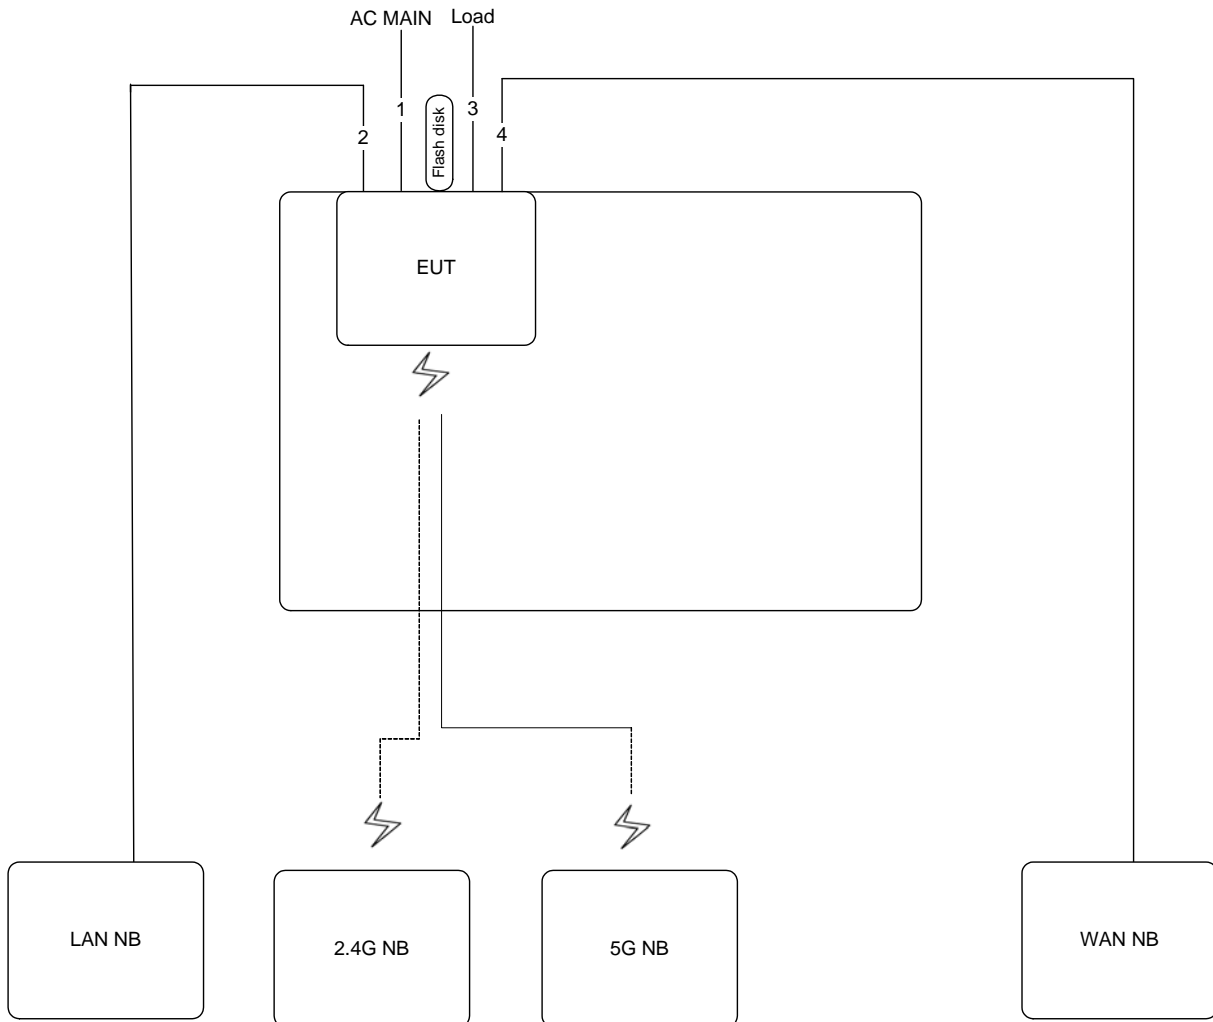 AC MAIN
Load
1
3
2
4
Flash disk
EUT
LAN NB
2.4G NB
5G NB
WAN NB